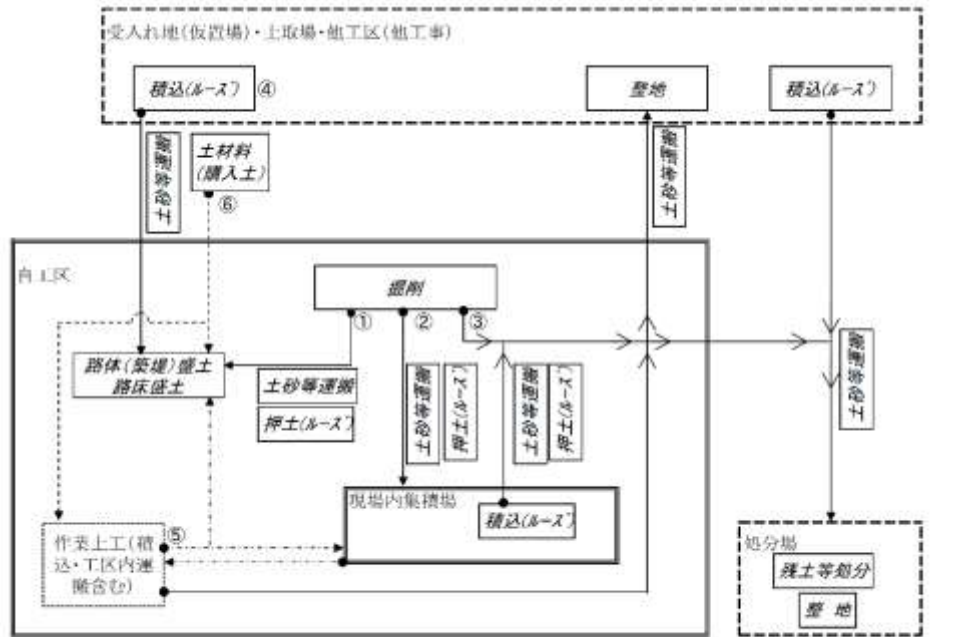 受入れ地(仮置場)・土取場・他工区(他工事)
積込(ルーズ)
④
整地
積込(ルーズ)
土砂等運搬
土材料
(購入土)
⑥
土砂等運搬
自工区
掘削
①
②
③
路体(築堤)盛土
路床盛土
土砂等運搬
押土(ルーズ)
土砂等運搬
押土(ルーズ)
土砂等運搬
押土(ルーズ)
土砂等運搬
現場内集積場
積込(ルーズ)
作業土工(積
込・工区内運
搬含む)
⑤
処分場
残土等処分
整 地